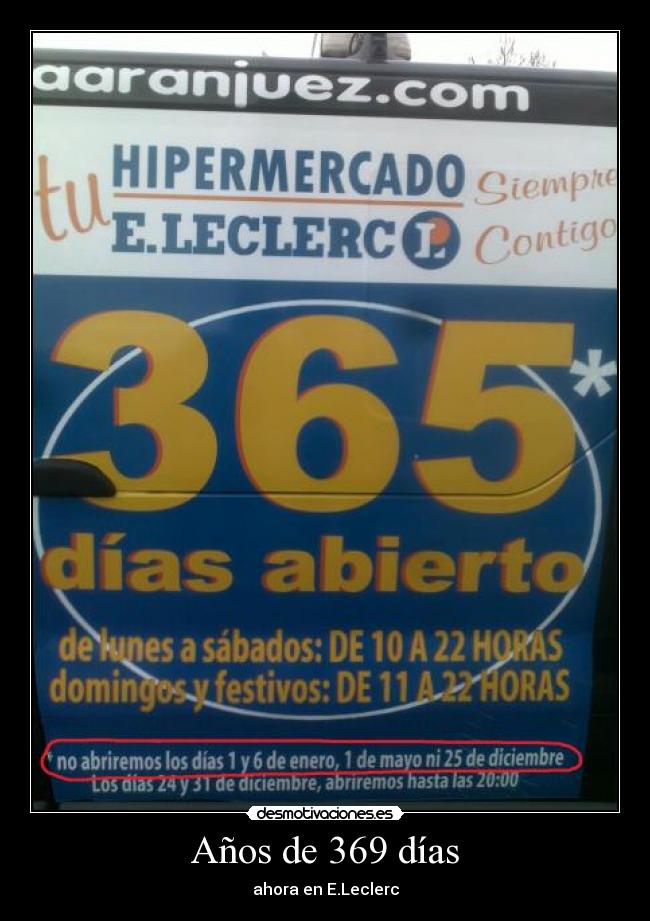 aaranjuez.com
tu HIPERMERCADO Siempre
E.LECLERC L Contigo
365*
días abierto
de lunes a sábados: DE 10 A 22 HORAS
domingos y festivos: DE 11 A 22 HORAS
* no abriremos los días 1 y 6 de enero, 1 de mayo ni 25 de diciembre
Los días 24 y 31 de diciembre, abriremos hasta las 20:00
desmotivaciones.es
Años de 369 días
ahora en E.Leclerc